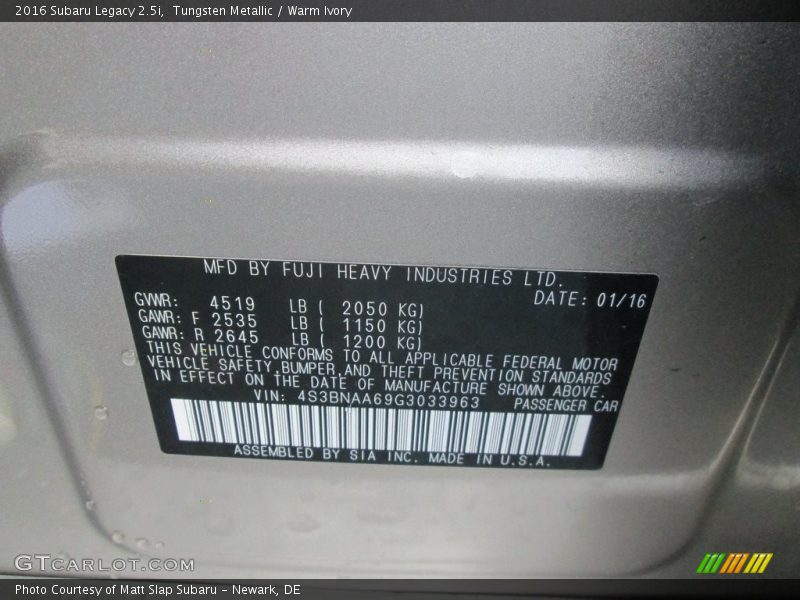 2016 Subaru Legacy 2.5i,  Tungsten Metallic / Warm Ivory
MFD BY FUJI HEAVY INDUSTRIES LTD.
GVWR: 4519 LB ( 2050 KG) DATE: 01/16
GAWR: F 2535 LB ( 1150 KG)
GAWR: R 2645 LB ( 1200 KG)
THIS VEHICLE CONFORMS TO ALL APPLICABLE FEDERAL MOTOR
VEHICLE SAFETY,BUMPER,AND THEFT PREVENTION STANDARDS
IN EFFECT ON THE DATE OF MANUFACTURE SHOWN ABOVE.
VIN: 4S3BNAA69G3033963 PASSENGER CAR
ASSEMBLED BY SIA INC. MADE IN U.S.A.
GTCARLOT.COM
Photo Courtesy of Matt Slap Subaru – Newark, DE